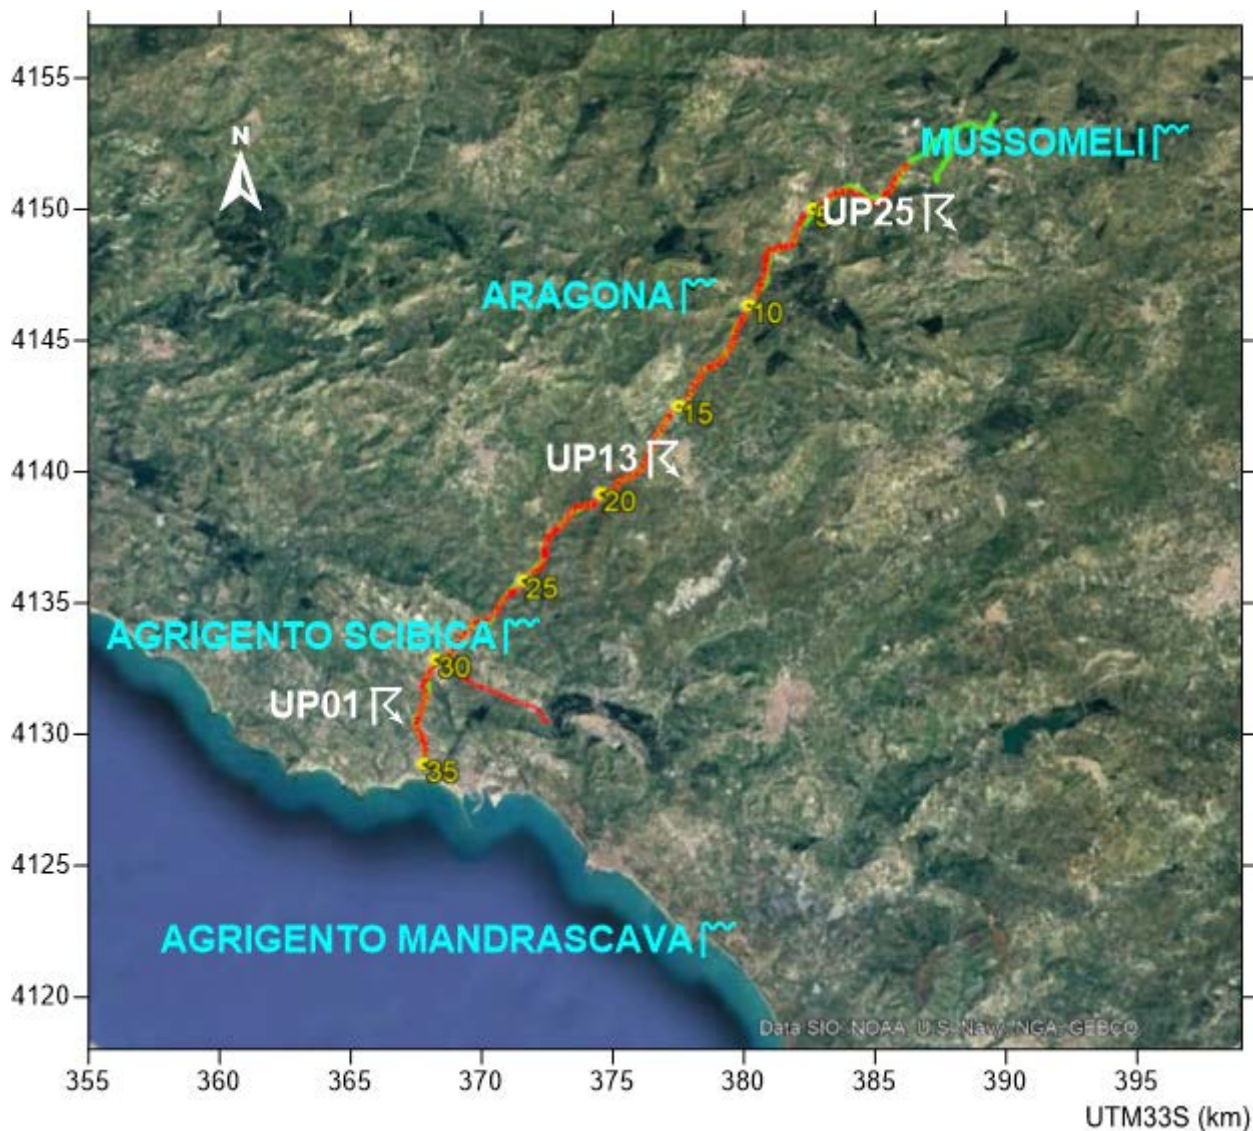 4155
N
MUSSOMELI
4150
5
UP25
ARAGONA
10
4145
15
UP13
4140
20
25
4135
AGRIGENTO SCIBICA
30
UP01
4130
35
4125
AGRIGENTO MANDRASCAVA
4120
Data SIO, NOAA, U.S. Navy, NGA, GEBCO
355 360 365 370 375 380 385 390 395
UTM33S (km)